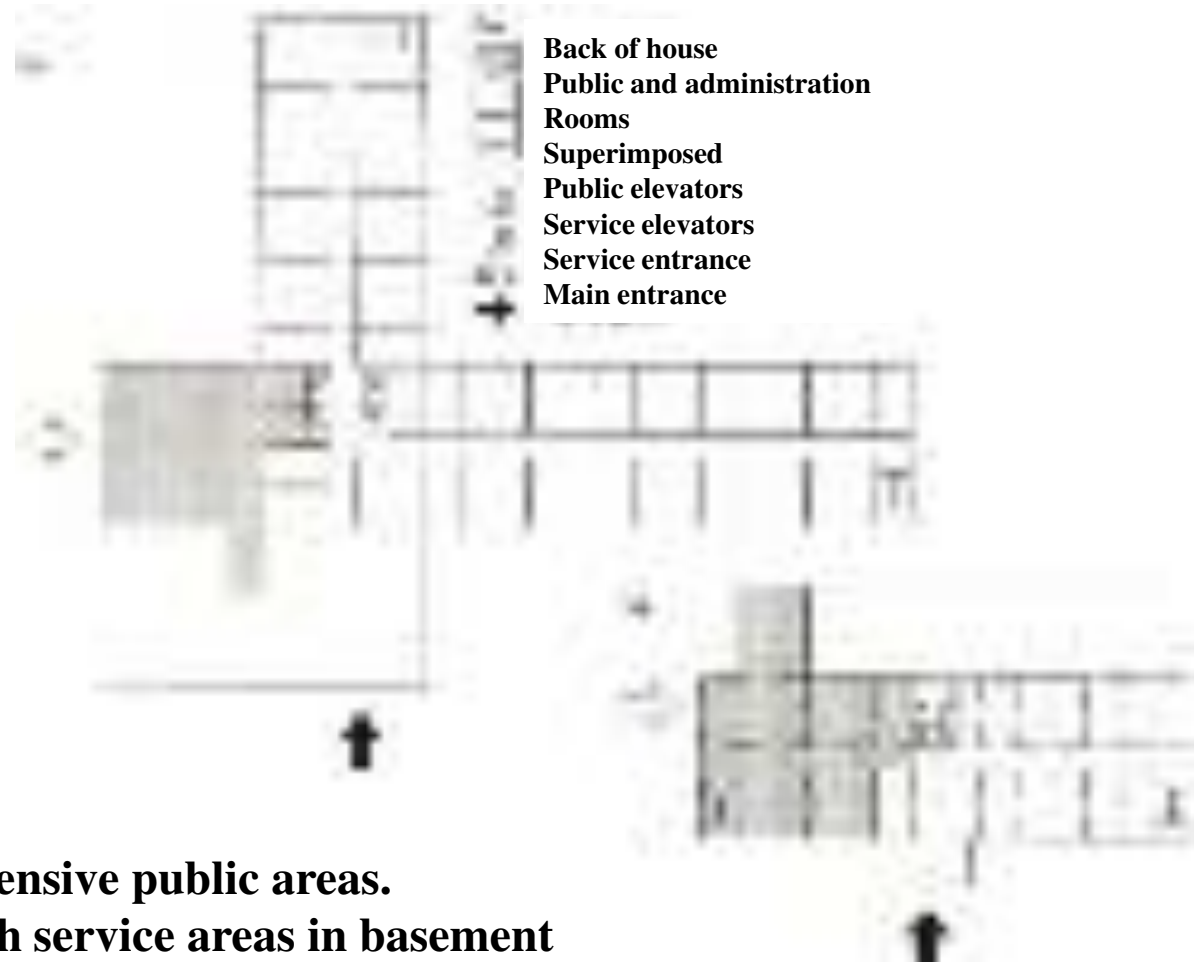 Back of house
Public and administration
Rooms
Superimposed
Public elevators
Service elevators
Service entrance
Main entrance
ensive public areas.
h service areas in basement